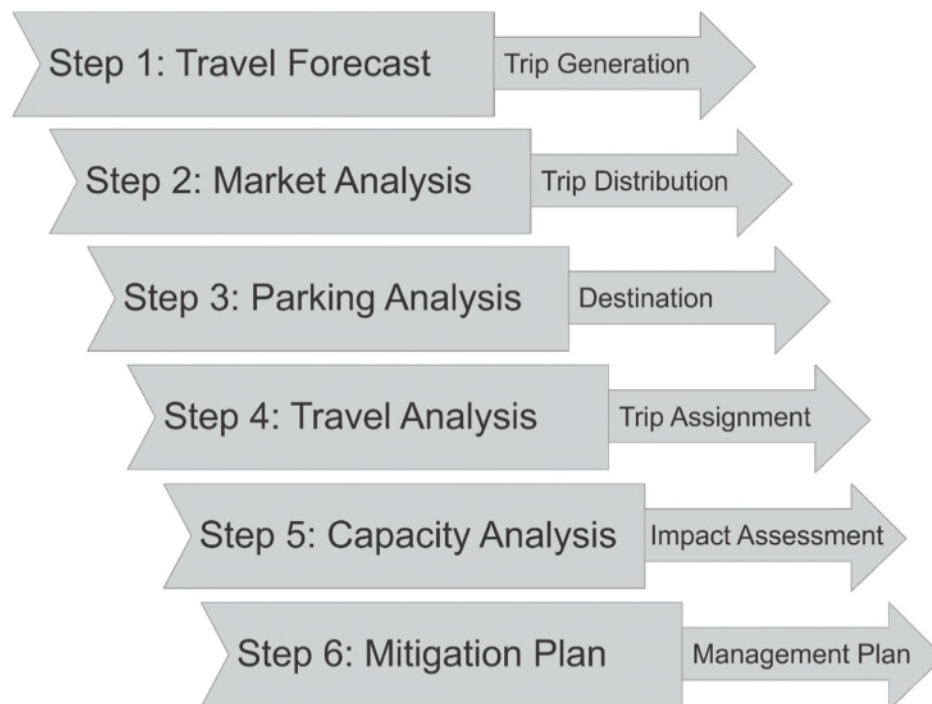 Step 1: Travel Forecast
Trip Generation
Step 2: Market Analysis
Trip Distribution
Step 3: Parking Analysis
Destination
Step 4: Travel Analysis
Trip Assignment
Step 5: Capacity Analysis
Impact Assessment
Step 6: Mitigation Plan
Management Plan